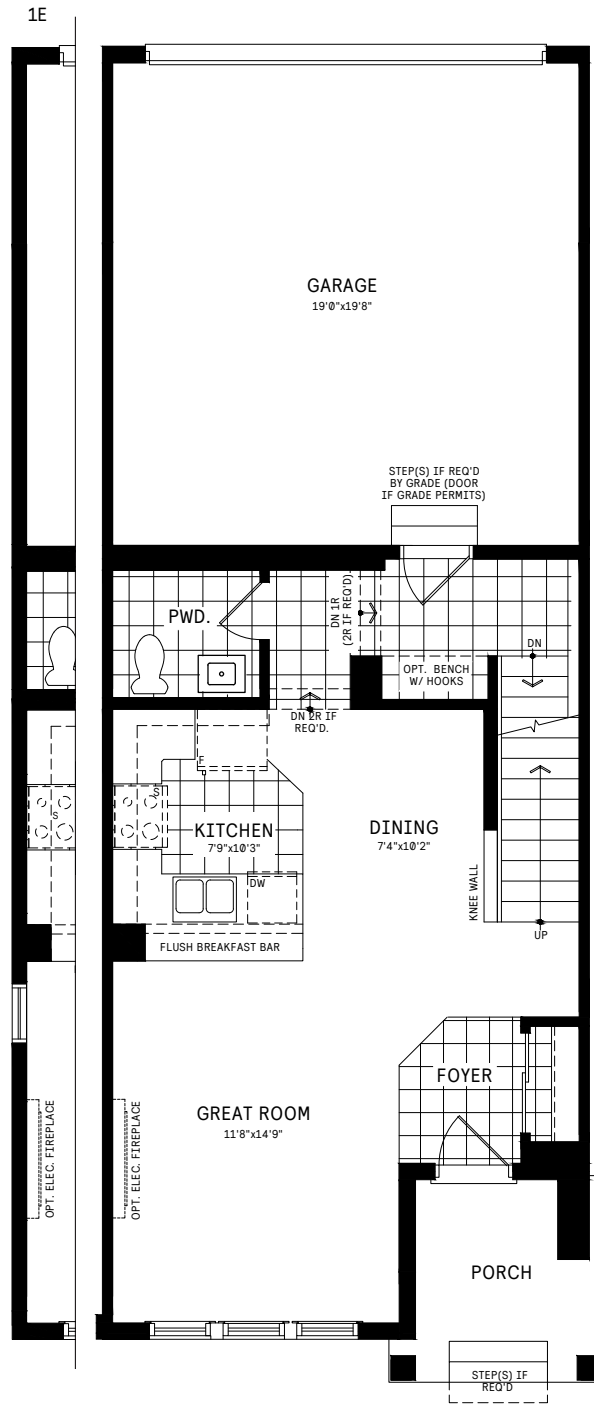 1E
GARAGE
19'0"x19'8"
STEP(S) IF REQ'D
BY GRADE (DOOR
IF GRADE PERMITS)
PWD.
DN 1R
(2R IF REQ'D)
OPT. BENCH
W/ HOOKS
DN
DN 2R IF
REQ'D.
F
S
S
KITCHEN
7'9"x10'3"
DINING
7'4"x10'2"
DW
KNEE WALL
UP
FLUSH BREAKFAST BAR
FOYER
GREAT ROOM
11'8"x14'9"
OPT. ELEC. FIREPLACE
OPT. ELEC. FIREPLACE
PORCH
STEP(S) IF
REQ'D